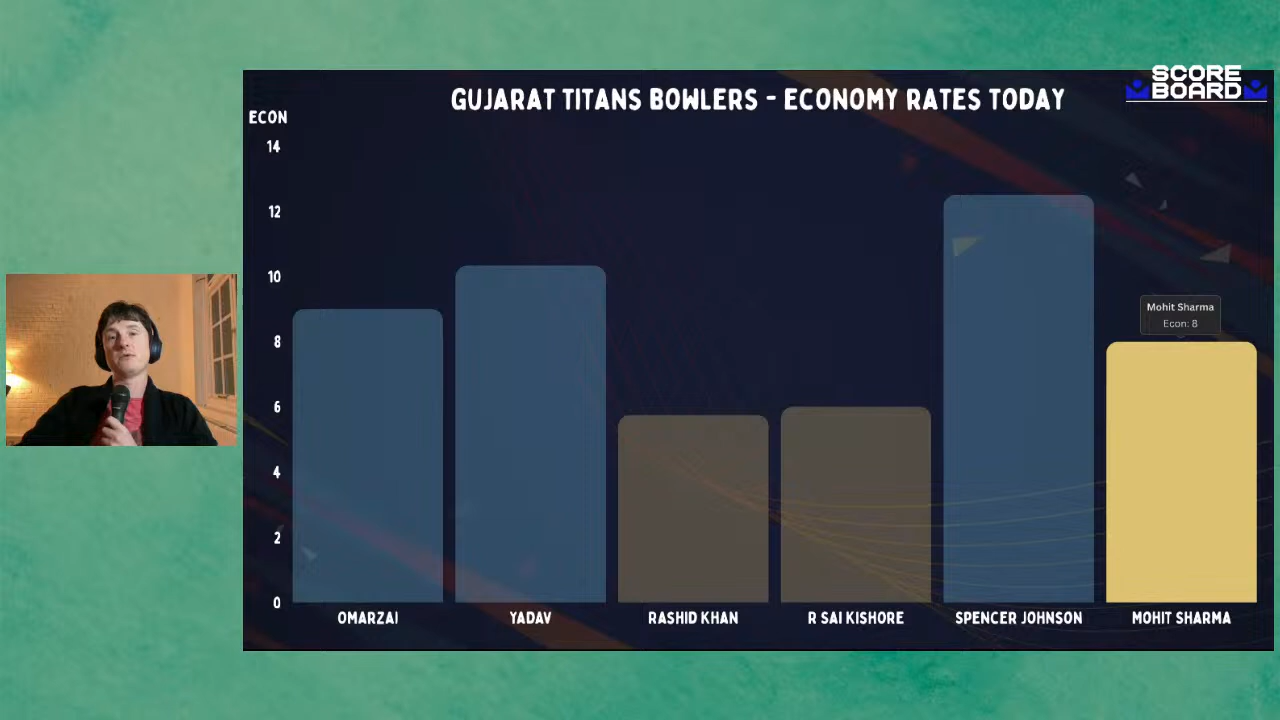 SCORE
BOARD
GUJARAT TITANS BOWLERS - ECONOMY RATES TODAY
ECON
14
12
10
8
6
4
2
0
Mohit Sharma
Econ: 8
OMARZAI
YADAV
RASHID KHAN
R SAI KISHORE
SPENCER JOHNSON
MOHIT SHARMA